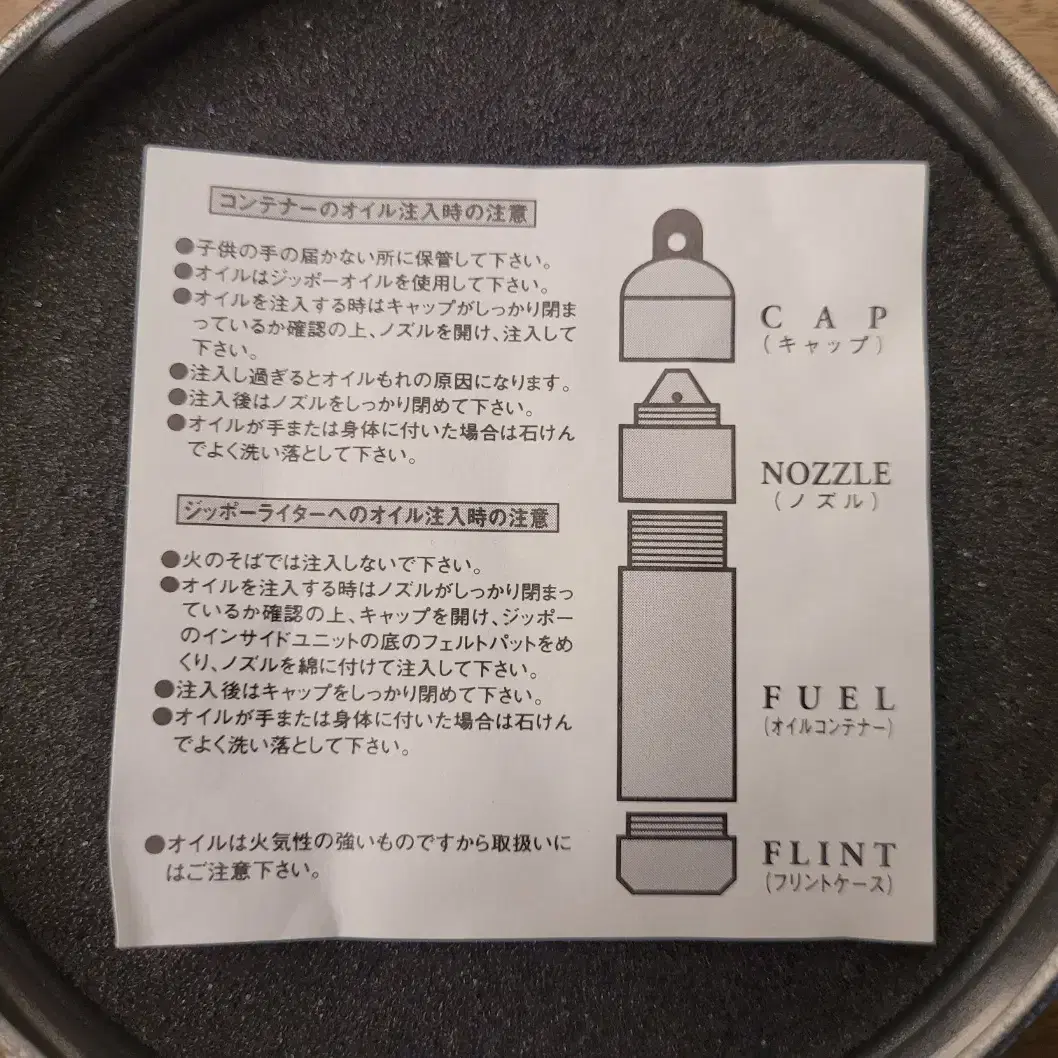 コンテナーのオイル注入時の注意
●子供の手の届かない所に保管して下さい。
●オイルはジッポーオイルを使用して下さい。
●オイルを注入する時はキャップがしっかり閉ま
っているか確認の上、ノズルを開け、注入して
下さい。
●注入し過ぎるとオイルもれの原因になります。
●注入後はノズルをしっかり閉めて下さい。
●オイルが手または身体に付いた場合は石けん
でよく洗い落として下さい。
ジッポーライターへのオイル注入時の注意
●火のそばでは注入しないで下さい。
●オイルを注入する時はノズルがしっかり閉まっ
ているか確認の上、キャップを開け、ジッポー
のインサイドユニットの底のフェルトパットをめ
くり、ノズルを綿に付けて注入して下さい。
●注入後はキャップをしっかり閉めて下さい。
●オイルが手または身体に付いた場合は石けん
でよく洗い落として下さい。
●オイルは火気性の強いものですから取扱いに
はご注意下さい。
CAP
(キャップ)
NOZZLE
(ノズル)
FUEL
(オイルコンテナー)
FLINT
(フリントケース)